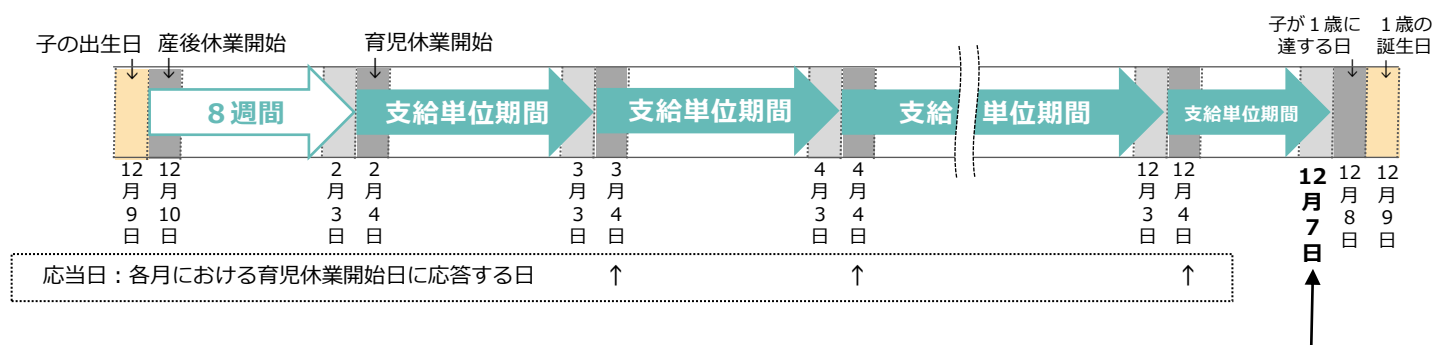 子の出生日 産後休業開始 育児休業開始 子が1歳に達する日 1歳の誕生日
↓ ↓ ↓ ↓ ↓
8週間 支給単位期間 支給単位期間 支給単位期間 支給単位期間
12月9日 12月10日 2月3日 2月4日 3月3日 3月4日 4月3日 4月4日 12月3日 12月4日 12月7日 12月8日 12月9日
応当日:各月における育児休業開始日に応答する日 ↑ ↑ ↑